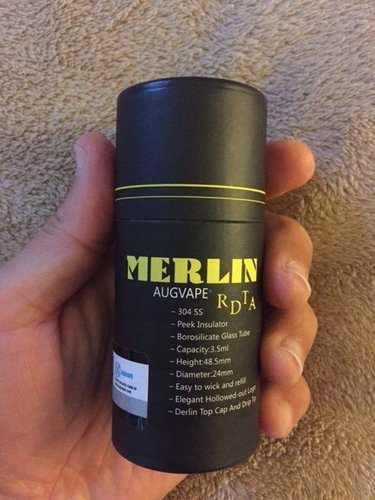 MERLIN
AUGVAPE® RDTA
– 304 SS
– Peek Insulator
– Borosilicate Glass Tube
– Capacity:3.5ml
– Height:48.5mm
– Diameter:24mm
– Easy to wick and refill
– Elegant Hollowed-out Logo
– Derlin Top Cap And Drip Tip
AUGVAPE